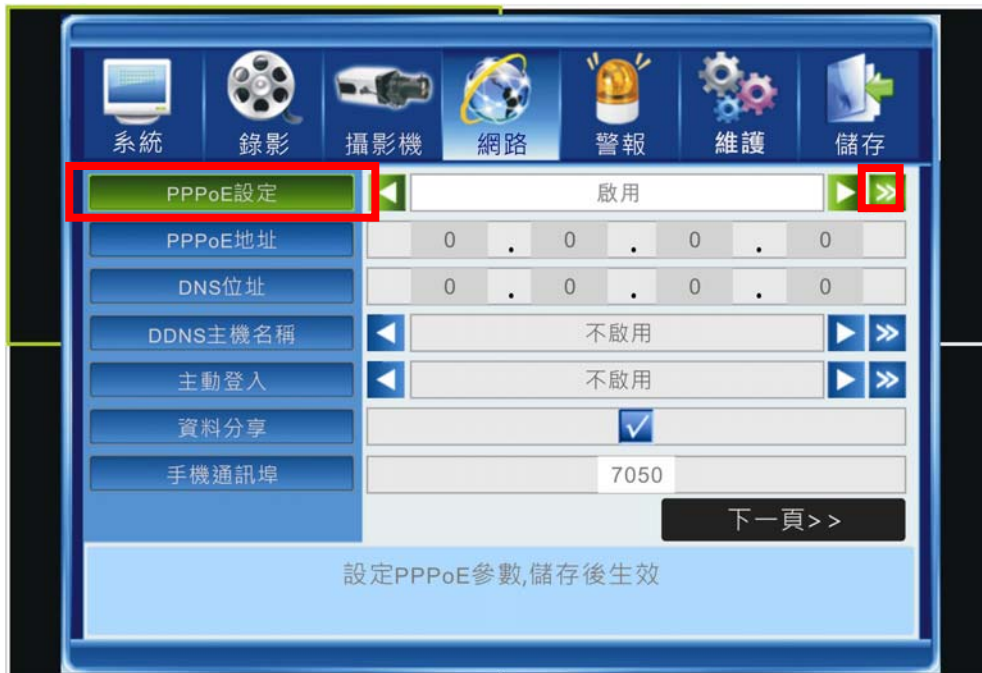 系統 錄影 攝影機 網路 警報 維護 儲存
PPPoE設定 啟用
PPPoE地址 0 . 0 . 0 . 0
DNS位址 0 . 0 . 0 . 0
DDNS主機名稱 不啟用
主動登入 不啟用
資料分享
手機通訊埠 7050
下一頁>>
設定PPPoE參數,儲存後生效